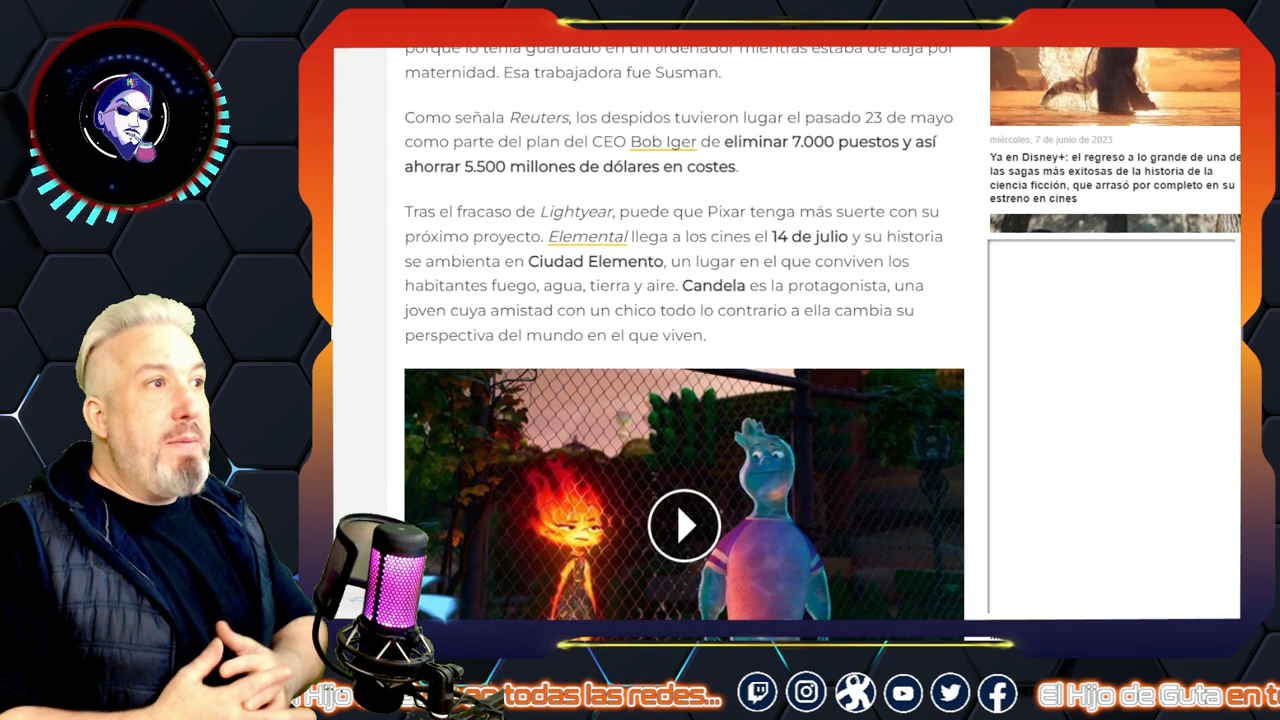 porque lo tenía guardado en un ordenador mientras estaba de baja por
maternidad. Esa trabajadora fue Susman.
Como señala Reuters, los despidos tuvieron lugar el pasado 23 de mayo
como parte del plan del CEO Bob Iger de eliminar 7.000 puestos y así
ahorrar 5.500 millones de dólares en costes.
Tras el fracaso de Lightyear, puede que Pixar tenga más suerte con su
próximo proyecto. Elemental llega a los cines el 14 de julio y su historia
se ambienta en Ciudad Elemento, un lugar en el que conviven los
habitantes fuego, agua, tierra y aire. Candela es la protagonista, una
joven cuya amistad con un chico todo lo contrario a ella cambia su
perspectiva del mundo en el que viven.
miércoles, 7 de junio de 2023
Ya en Disney+: el regreso a lo grande de una de
las sagas más exitosas de la historia de la
ciencia ficción, que arrasó por completo en su
estreno en cines
Hijo en todas las redes... El Hijo de Guta en t